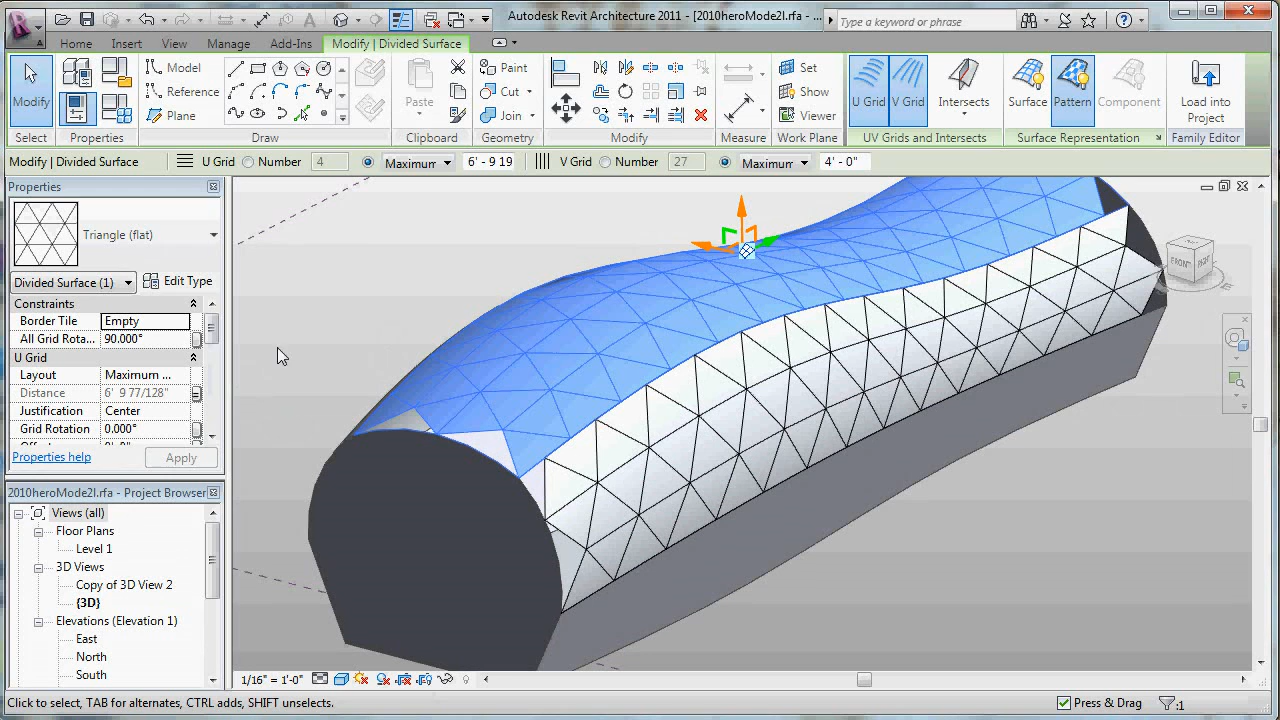 Autodesk Revit Architecture 2011 - [2010heroMode2l.rfa - ...
Type a keyword or phrase
Home Insert View Manage Add-Ins Modify | Divided Surface
Modify
Model
Reference
Plane
Paste
Paint
Cut
Join
Set
Show
Viewer
U Grid V Grid Intersects
Surface Pattern Component
Load into
Project
Select Properties Draw Clipboard Geometry Modify Measure Work Plane UV Grids and Intersects Surface Representation Family Editor
Modify | Divided Surface U Grid Number 4 Maximum 6' - 9 19 V Grid Number 27 Maximum 4' - 0"
Properties
Triangle (flat)
Divided Surface (1) Edit Type
Constraints
Border Tile Empty
All Grid Rota... 90.000°
U Grid
Layout Maximum ...
Distance 6' 9 77/128"
Justification Center
Grid Rotation 0.000°
Properties help Apply
2010heroMode2l.rfa - Project Browser
Views (all)
Floor Plans
Level 1
3D Views
Copy of 3D View 2
{3D}
Elevations (Elevation 1)
East
North
South
FRONT
1/16" = 1'-0"
Click to select, TAB for alternates, CTRL adds, SHIFT unselects. Press & Drag :1